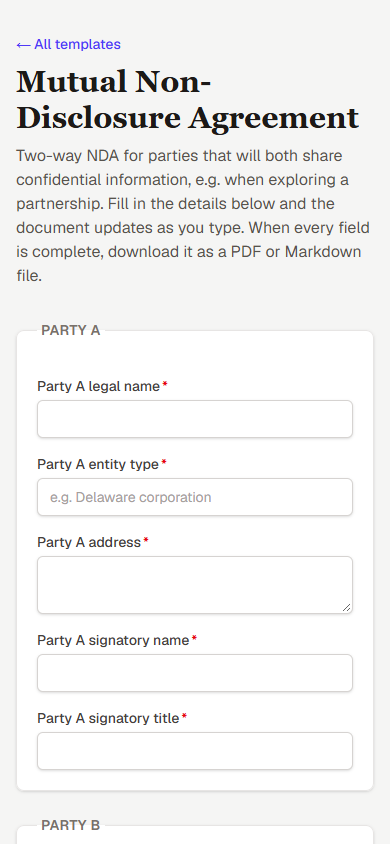 ← All templates
Mutual Non-
Disclosure Agreement
Two-way NDA for parties that will both share
confidential information, e.g. when exploring a
partnership. Fill in the details below and the
document updates as you type. When every field
is complete, download it as a PDF or Markdown
file.
PARTY A
Party A legal name*
Party A entity type*
e.g. Delaware corporation
Party A address*
Party A signatory name*
Party A signatory title*
PARTY B